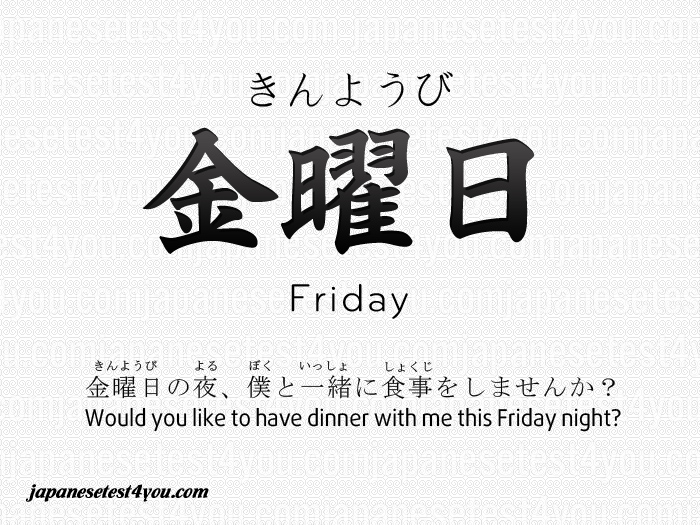 きんようび
金曜日
Friday
きんようび よる ぼく いっしょ しょくじ
金曜日の夜、僕と一緒に食事をしませんか？
Would you like to have dinner with me this Friday night?
japanesetest4you.com